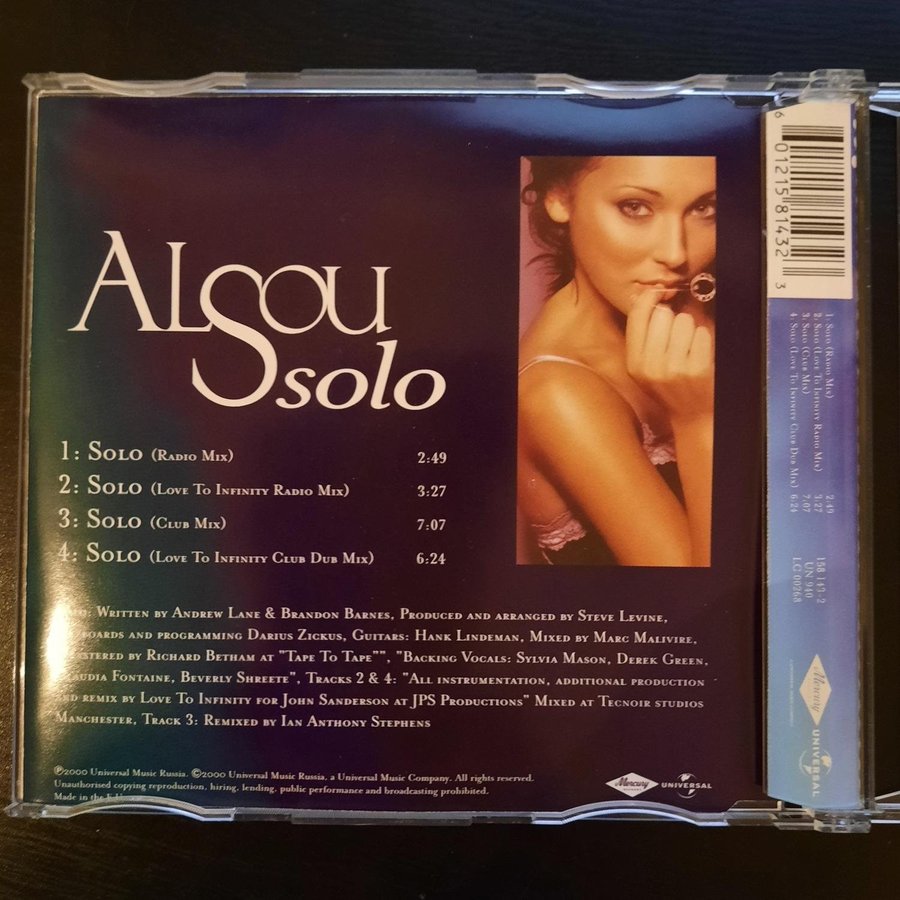 ALSOU
solo
1: Solo (Radio Mix) 2:49
2: Solo (Love To Infinity Radio Mix) 3:27
3: Solo (Club Mix) 7:07
4: Solo (Love To Infinity Club Dub Mix) 6:24
Written by Andrew Lane & Brandon Barnes, Produced and arranged by Steve Levine,
and programming Darius Zickus, Guitars: Hank Lindeman, Mixed by Marc Malivire,
by Richard Betham at "Tape To Tape"", "Backing Vocals: Sylvia Mason, Derek Green,
Fontaine, Beverly Shreete", Tracks 2 & 4: "All instrumentation, additional production
and remix by Love To Infinity for John Sanderson at JPS Productions" Mixed at Tecnoir studios
Manchester, Track 3: Remixed by Ian Anthony Stephens
℗2000 Universal Music Russia. ©2000 Universal Music Russia, a Universal Music Company. All rights reserved.
Unauthorised copying reproduction, hiring, lending, public performance and broadcasting prohibited.
Made in the
Mercury
UNIVERSAL
6 01215 81432 3
1: Solo (Radio Mix) 2:49
2: Solo (Love To Infinity Radio Mix) 3:27
3: Solo (Club Mix) 7:07
4: Solo (Love To Infinity Club Dub Mix) 6:24
158 143-2
UN 940
LC 00268
Mercury
UNIVERSAL